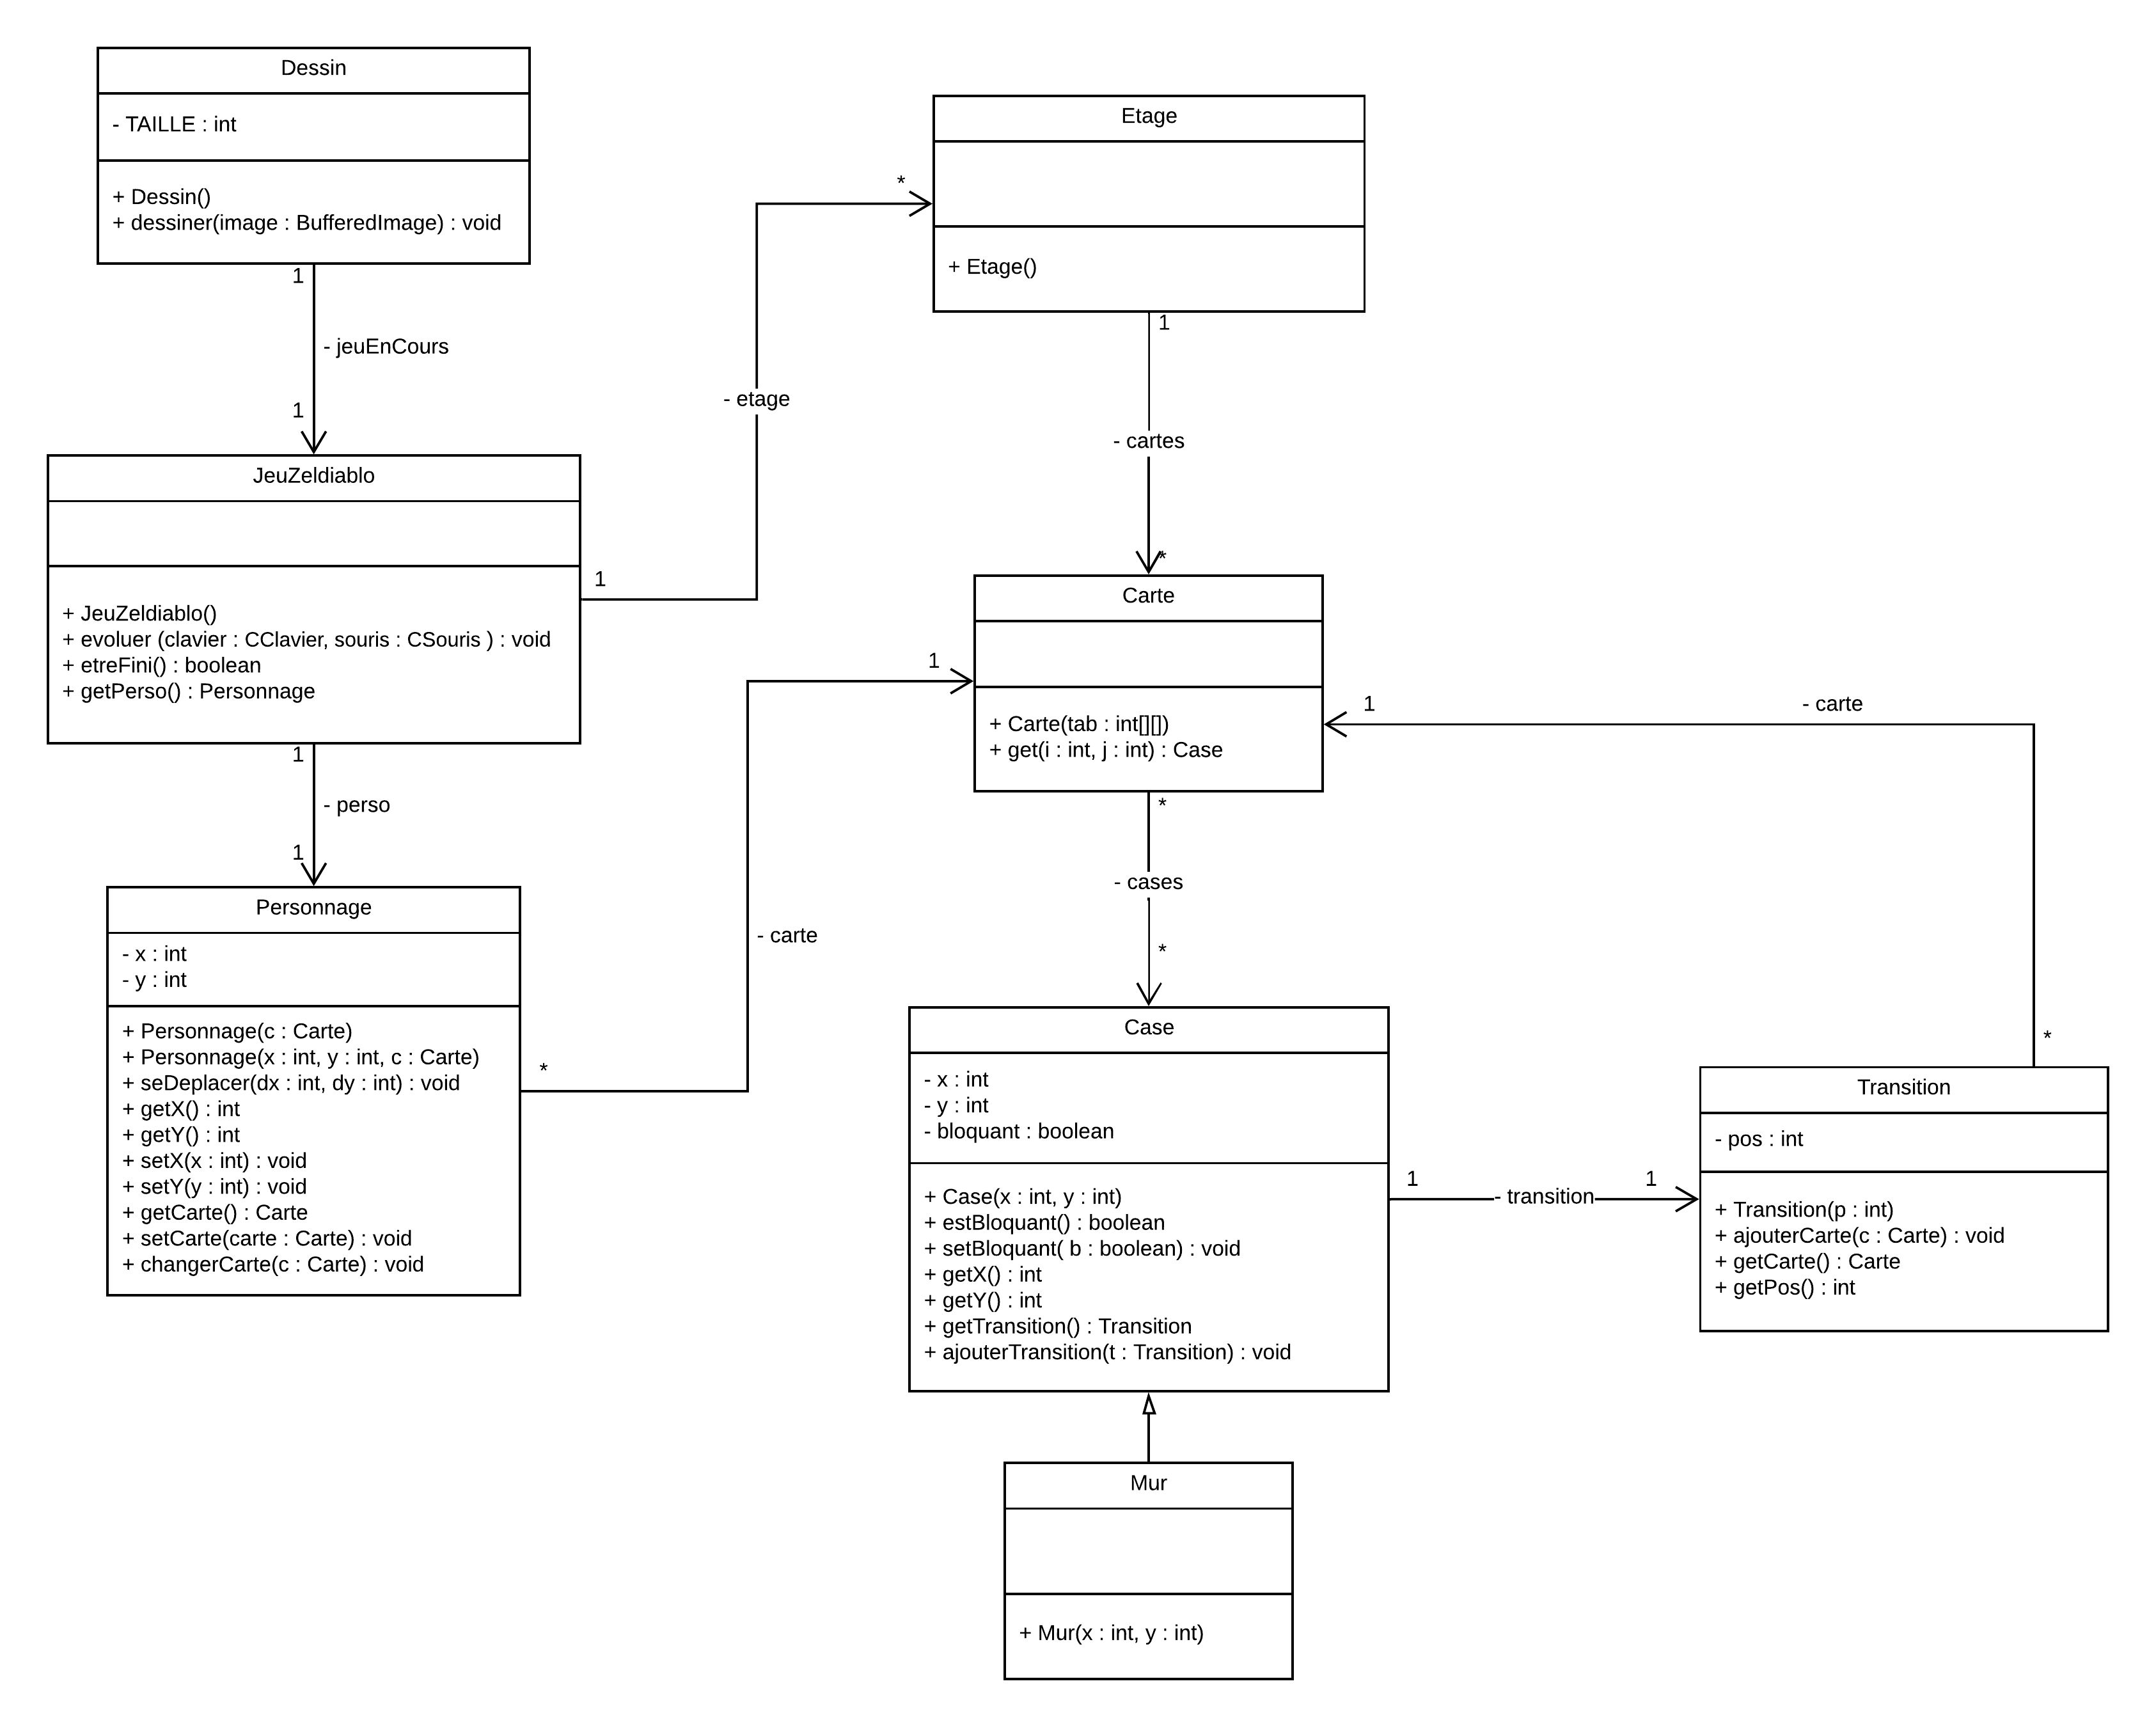 Dessin
- TAILLE : int
+ Dessin()
+ dessiner(image : BufferedImage) : void
1
- jeuEnCours
1
JeuZeldiablo
+ JeuZeldiablo()
+ evoluer (clavier : CClavier, souris : CSouris ) : void
+ etreFini() : boolean
+ getPerso() : Personnage
1
- perso
1
Personnage
- x : int
- y : int
+ Personnage(c : Carte)
+ Personnage(x : int, y : int, c : Carte)
+ seDeplacer(dx : int, dy : int) : void
+ getX() : int
+ getY() : int
+ setX(x : int) : void
+ setY(y : int) : void
+ getCarte() : Carte
+ setCarte(carte : Carte) : void
+ changerCarte(c : Carte) : void
1
- etage
*
*
- carte
1
Etage
+ Etage()
1
- cartes
*
Carte
+ Carte(tab : int[][])
+ get(i : int, j : int) : Case
*
- cases
*
Case
- x : int
- y : int
- bloquant : boolean
+ Case(x : int, y : int)
+ estBloquant() : boolean
+ setBloquant( b : boolean) : void
+ getX() : int
+ getY() : int
+ getTransition() : Transition
+ ajouterTransition(t : Transition) : void
Mur
+ Mur(x : int, y : int)
1
- transition
1
1
- carte
*
Transition
- pos : int
+ Transition(p : int)
+ ajouterCarte(c : Carte) : void
+ getCarte() : Carte
+ getPos() : int